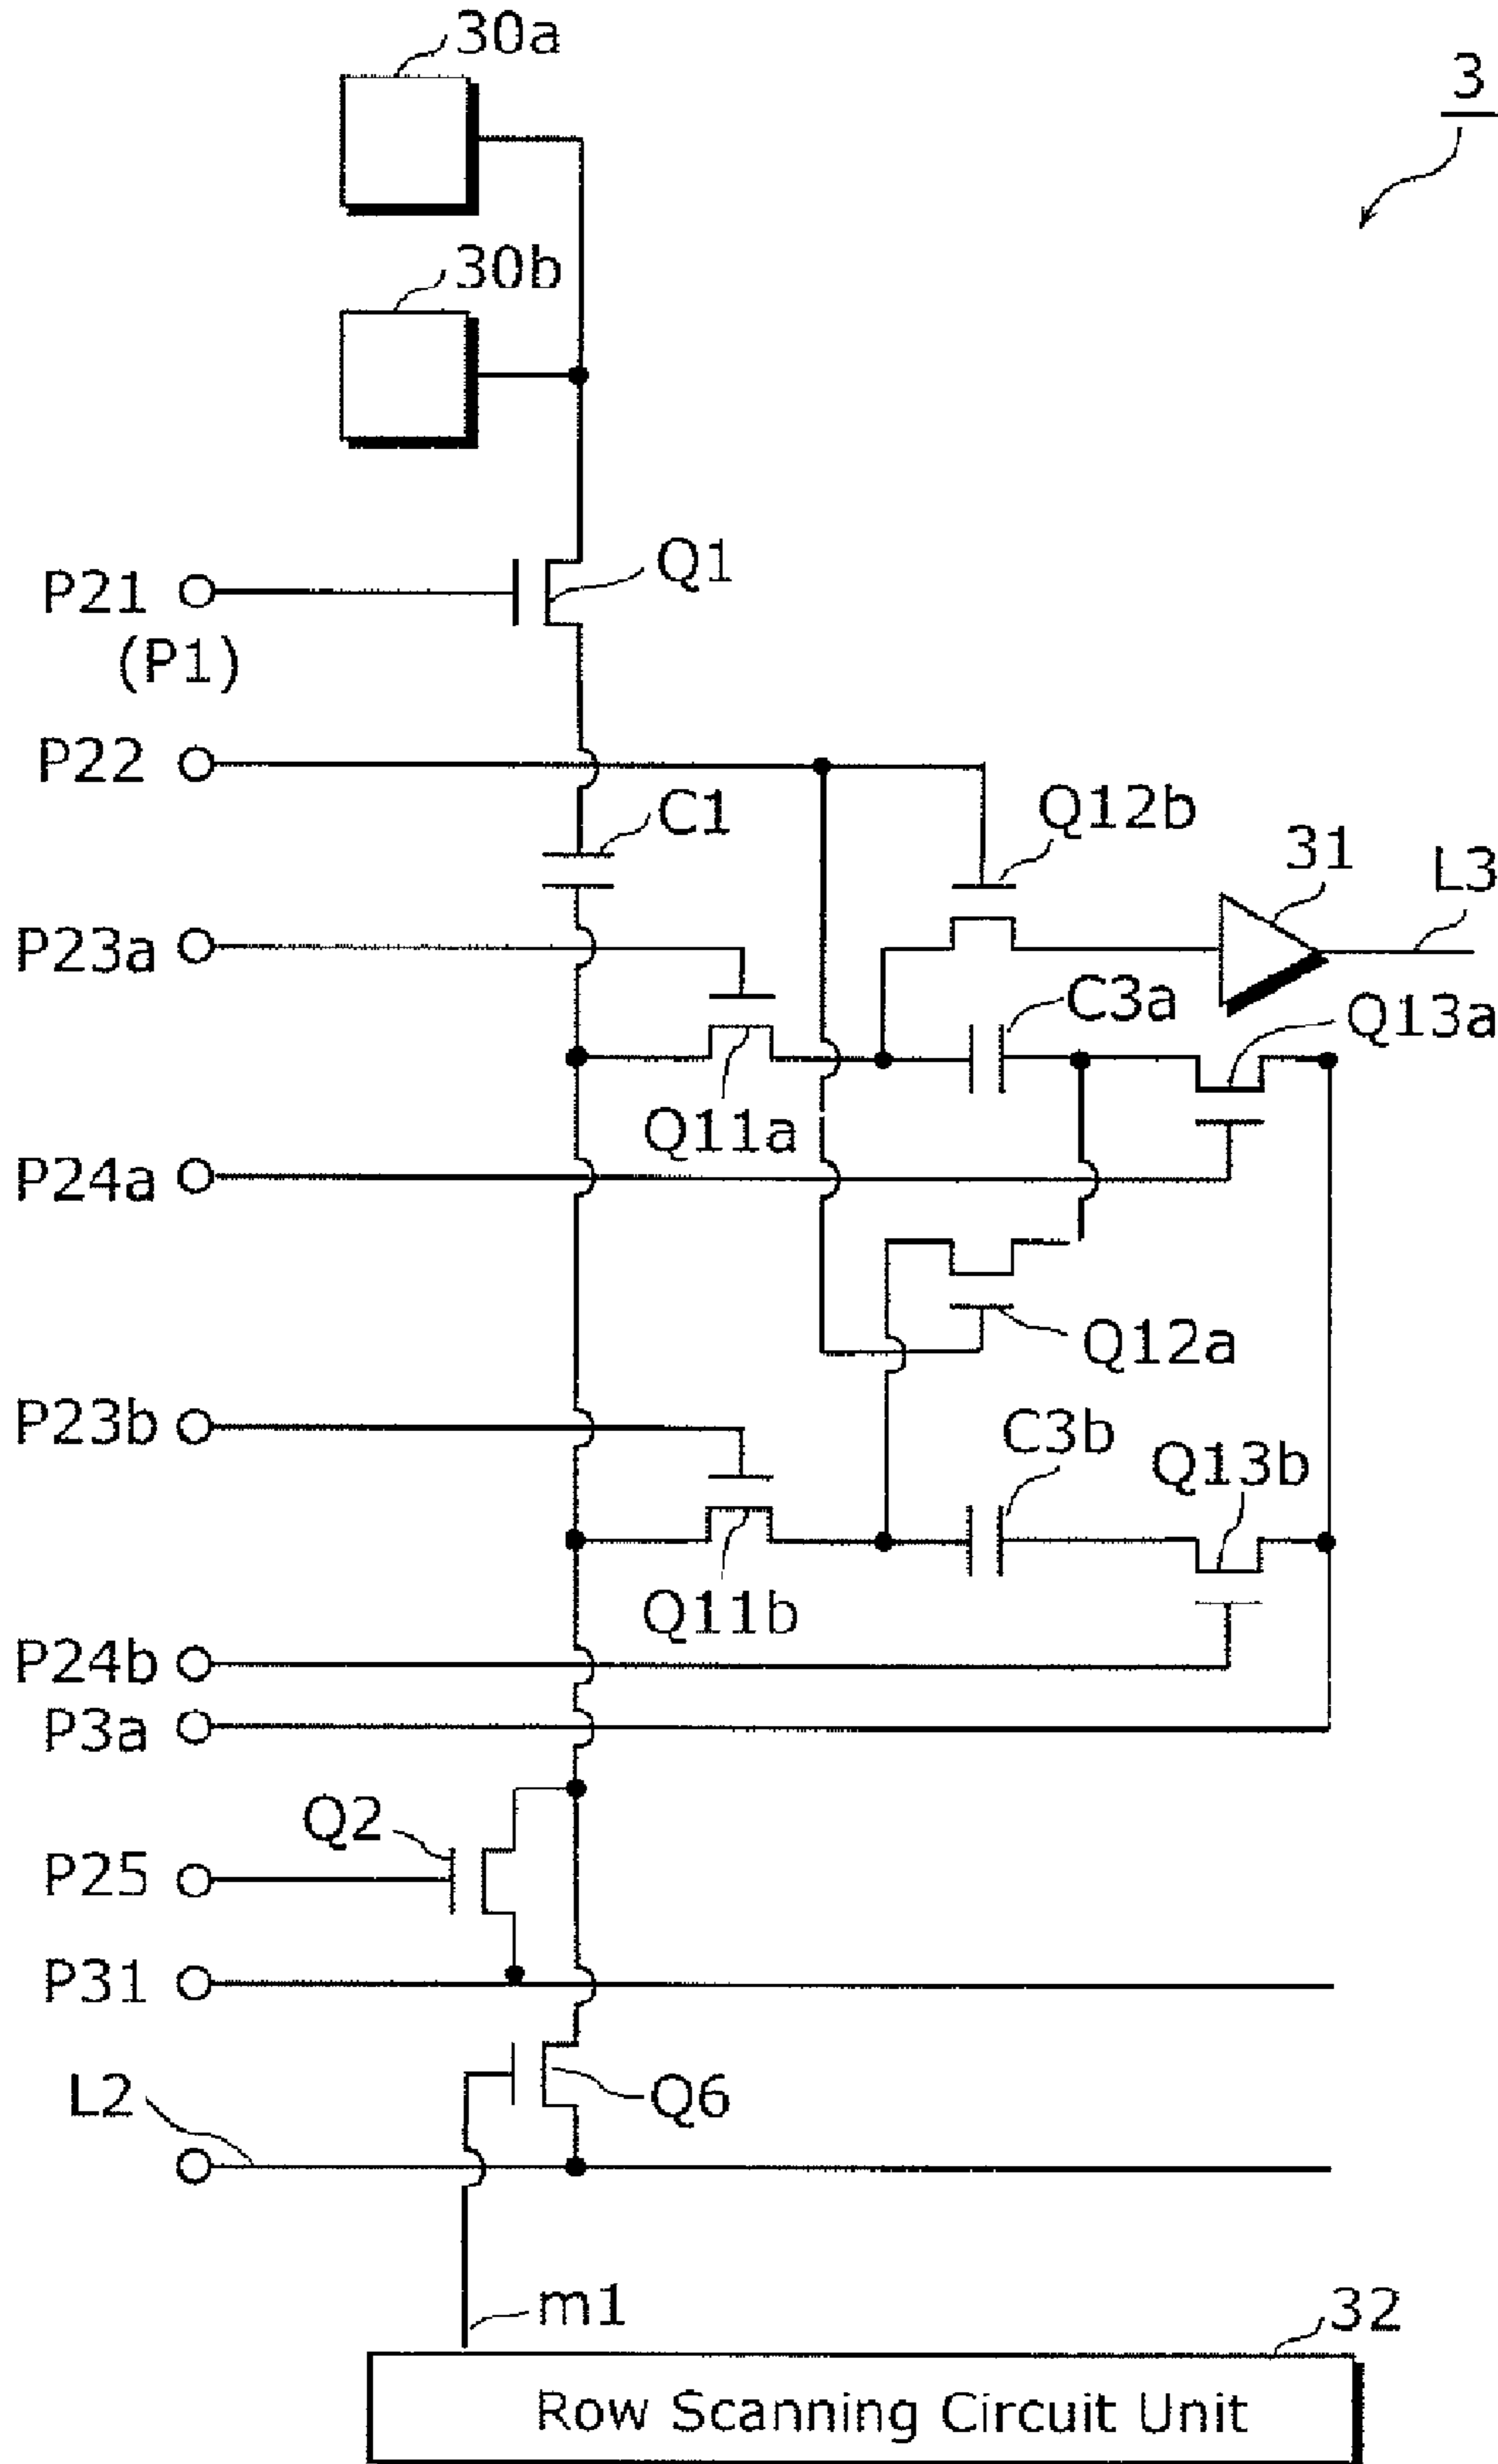 30a
3
30b
Q1
P21
(P1)
P22
C1
Q12b
31
L3
P23a
C3a
Q13a
Q11a
P24a
Q12a
P23b
C3b
Q13b
Q11b
P24b
P3a
Q2
P25
P31
L2
Q6
m1
32
Row Scanning Circuit Unit